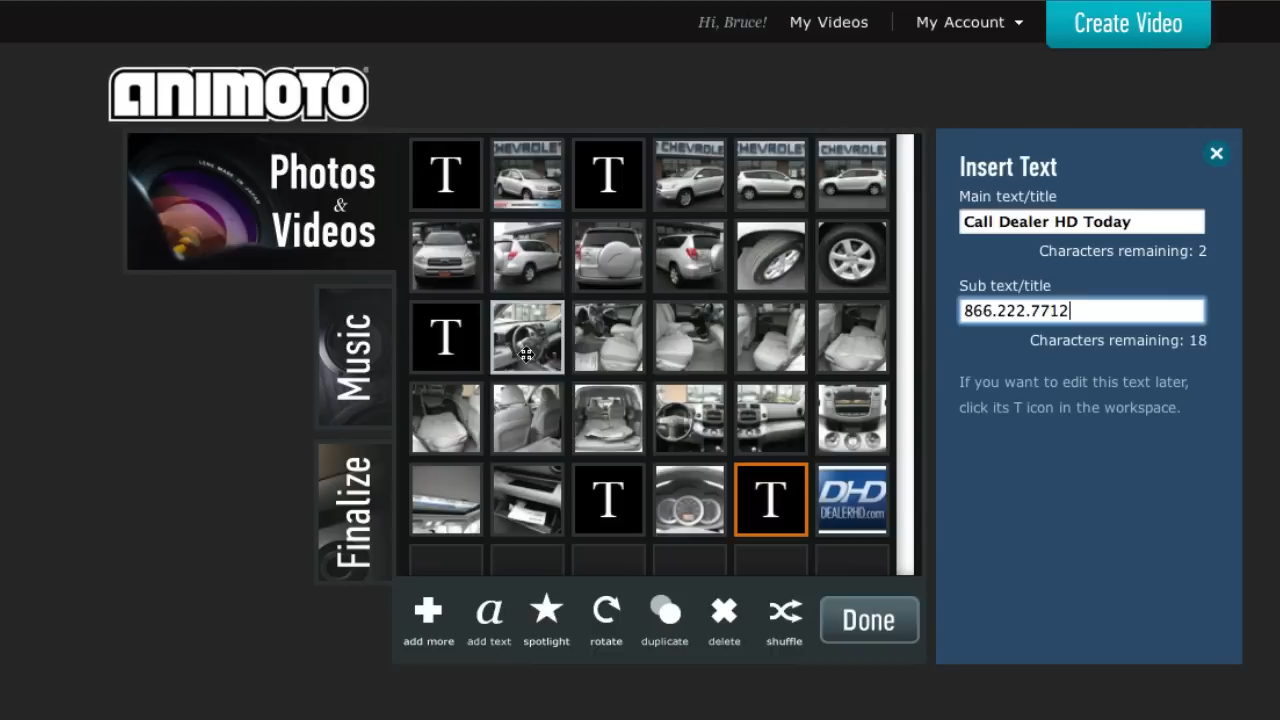 Hi, Bruce! My Videos My Account Create Video
animoto
Photos
&
Videos
Music
Finalize
T
CHEVROLET
T
CHEVROLET
CHEVROLET
CHEVROLET
T
T
T
DHD
DEALERHD.com
add more
add text
spotlight
rotate
duplicate
delete
shuffle
Done
Insert Text
Main text/title
Call Dealer HD Today
Characters remaining: 2
Sub text/title
866.222.7712
Characters remaining: 18
If you want to edit this text later,
click its T icon in the workspace.